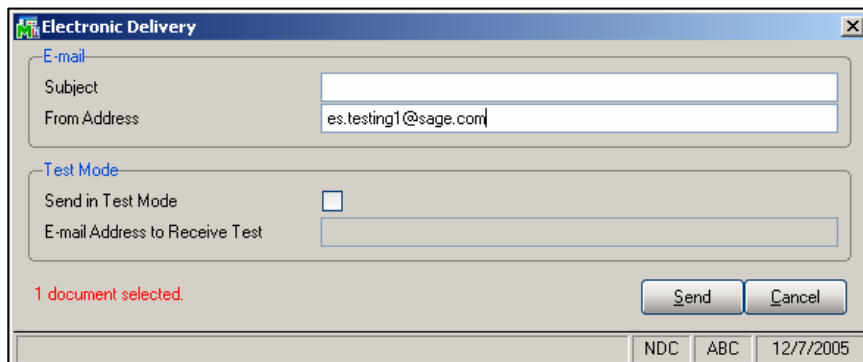 Electronic Delivery
E-mail
Subject
From Address es.testing1@sage.com
Test Mode
Send in Test Mode
E-mail Address to Receive Test
1 document selected. Send Cancel
NDC ABC 12/7/2005